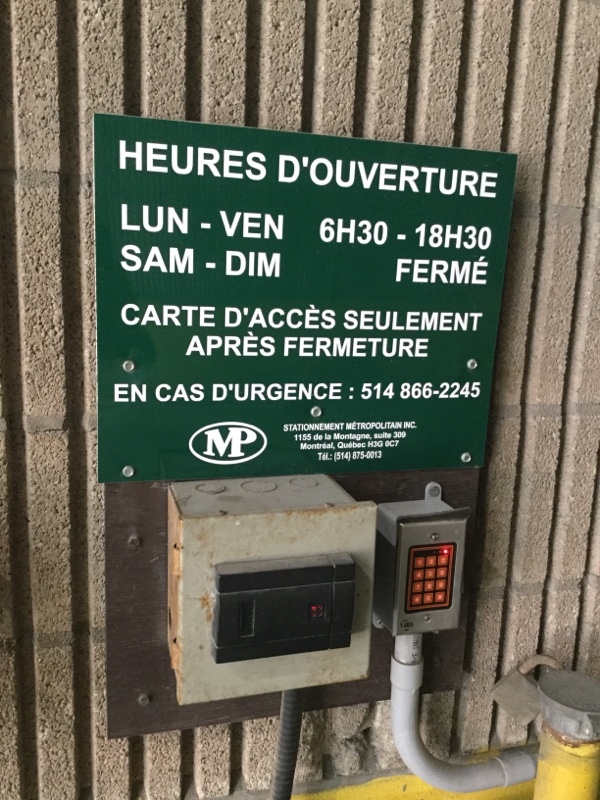 HEURES D'OUVERTURE
LUN - VEN 6H30 - 18H30
SAM - DIM FERMÉ
CARTE D'ACCÈS SEULEMENT
APRÈS FERMETURE
EN CAS D'URGENCE : 514 866-2245
MP
STATIONNEMENT MÉTROPOLITAIN INC.
1155 de la Montagne, suite 309
Montréal, Québec H3G 0C7
Tél.: (514) 875-0013